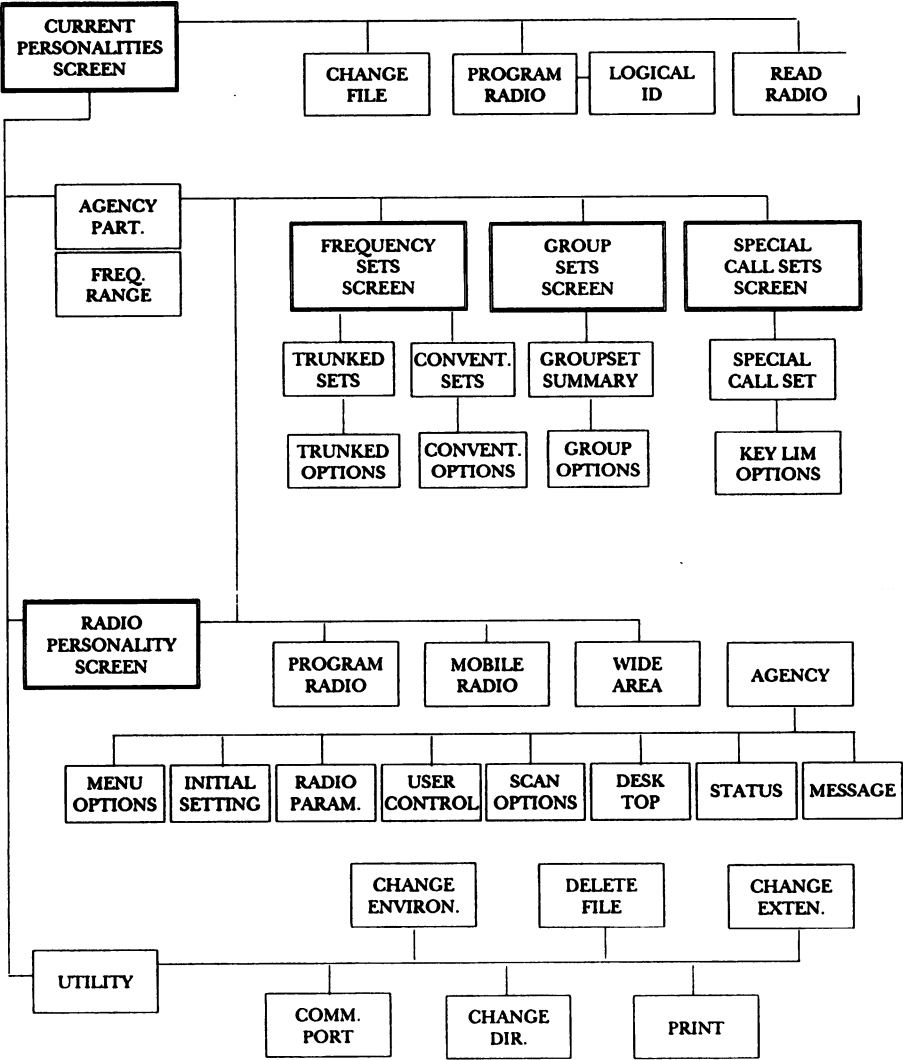 CURRENT
PERSONALITIES
SCREEN
CHANGE
FILE
PROGRAM
RADIO
LOGICAL
ID
READ
RADIO
AGENCY
PART.
FREQ.
RANGE
FREQUENCY
SETS
SCREEN
GROUP
SETS
SCREEN
SPECIAL
CALL SETS
SCREEN
TRUNKED
SETS
CONVENT.
SETS
GROUPSET
SUMMARY
SPECIAL
CALL SET
TRUNKED
OPTIONS
CONVENT.
OPTIONS
GROUP
OPTIONS
KEY LIM
OPTIONS
RADIO
PERSONALITY
SCREEN
PROGRAM
RADIO
MOBILE
RADIO
WIDE
AREA
AGENCY
MENU
OPTIONS
INITIAL
SETTING
RADIO
PARAM.
USER
CONTROL
SCAN
OPTIONS
DESK
TOP
STATUS
MESSAGE
CHANGE
ENVIRON.
DELETE
FILE
CHANGE
EXTEN.
UTILITY
COMM.
PORT
CHANGE
DIR.
PRINT